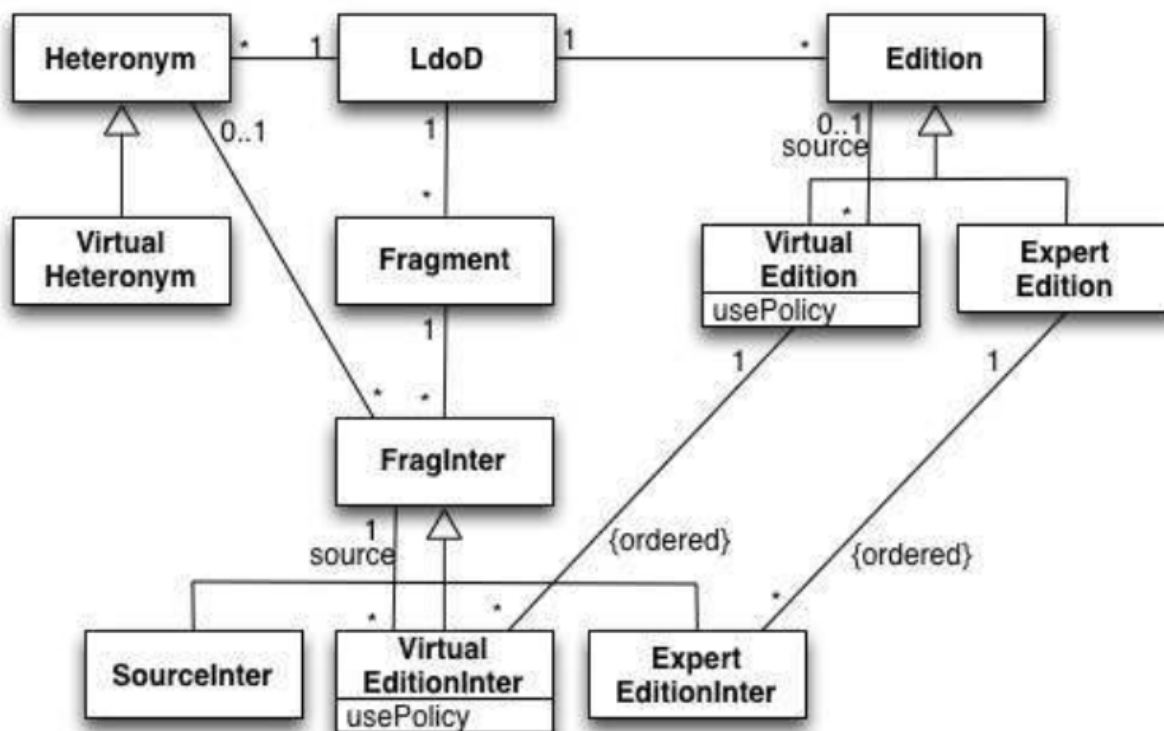 Heteronym
* 1
LdoD
1 *
Edition
0..1
1
0..1
source
*
*
Virtual
Heteronym
Fragment
Virtual
Edition
usePolicy
Expert
Edition
1
1
1
* *
FragInter
1
source
{ordered}
{ordered}
*
*
*
SourceInter
Virtual
EditionInter
usePolicy
Expert
EditionInter